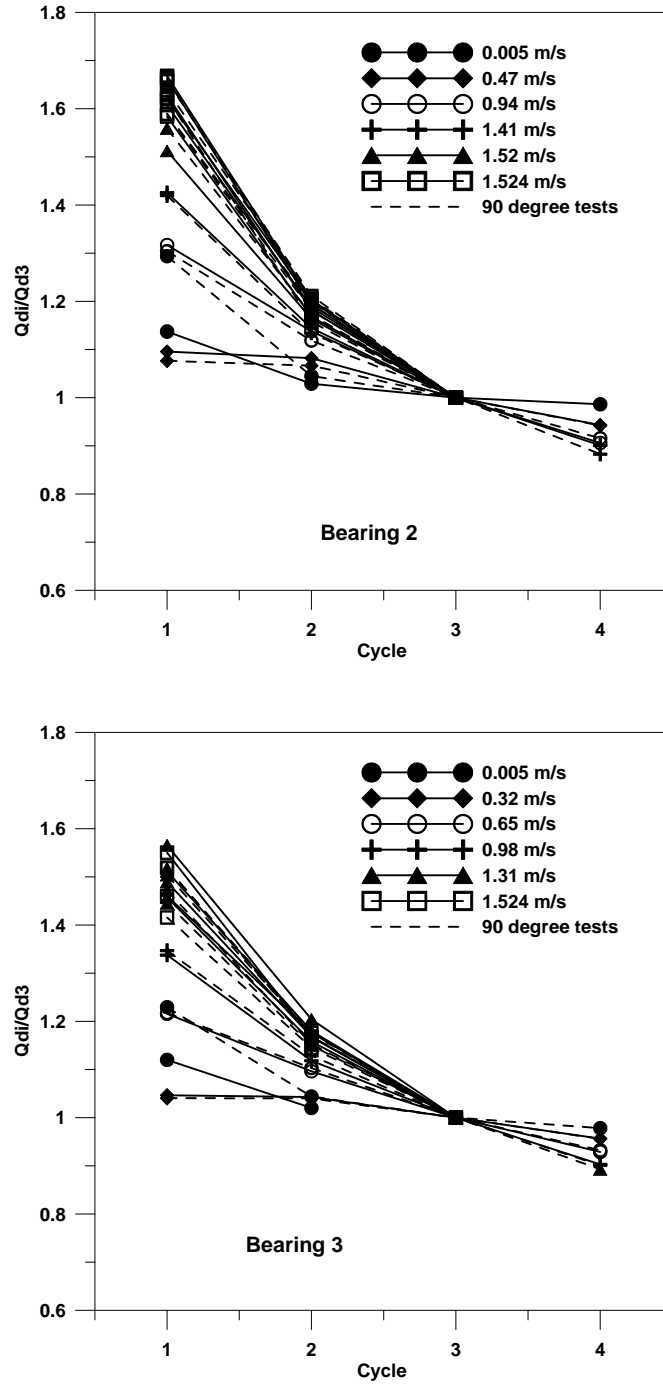 1.8
1.6
1.4
1.2
1
0.8
0.6
Qdi/Qd3
0.005 m/s
0.47 m/s
0.94 m/s
1.41 m/s
1.52 m/s
1.524 m/s
90 degree tests
Bearing 2
1 2 3 4
Cycle
1.8
1.6
1.4
1.2
1
0.8
0.6
Qdi/Qd3
0.005 m/s
0.32 m/s
0.65 m/s
0.98 m/s
1.31 m/s
1.524 m/s
90 degree tests
Bearing 3
1 2 3 4
Cycle